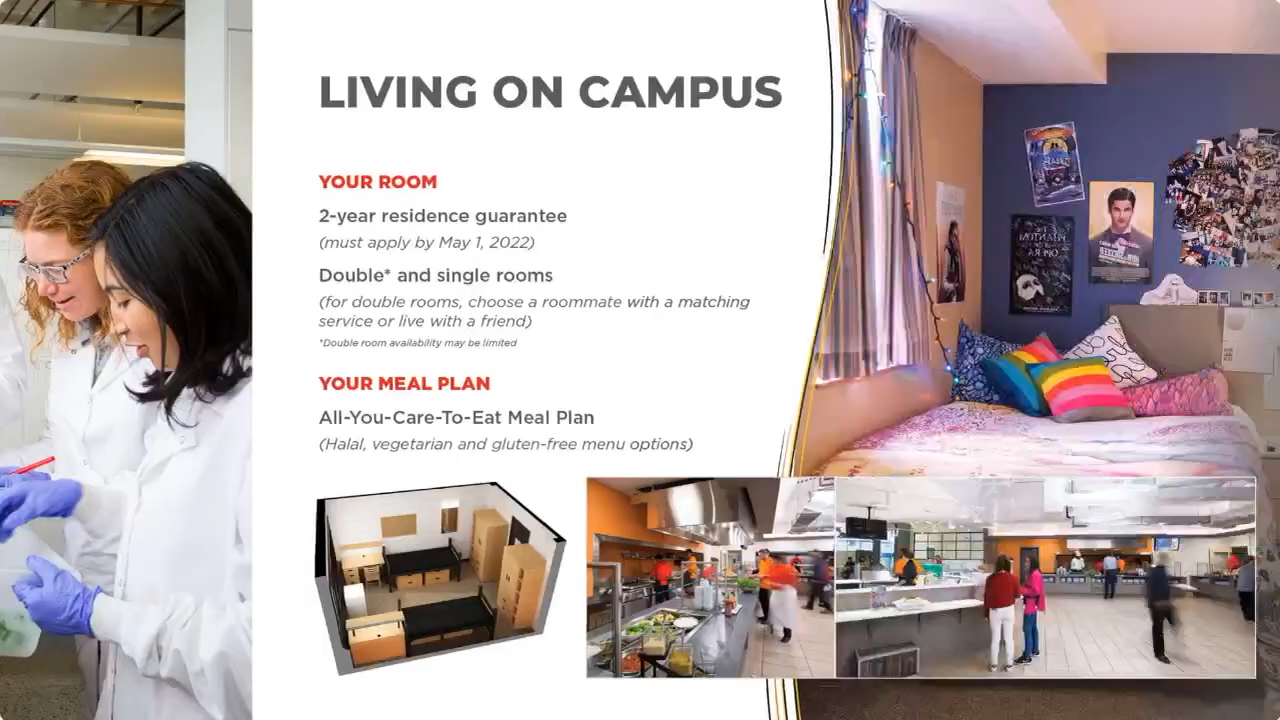 LIVING ON CAMPUS
YOUR ROOM
2-year residence guarantee
(must apply by May 1, 2022)
Double* and single rooms
(for double rooms, choose a roommate with a matching
service or live with a friend)
*Double room availability may be limited
YOUR MEAL PLAN
All-You-Care-To-Eat Meal Plan
(Halal, vegetarian and gluten-free menu options)